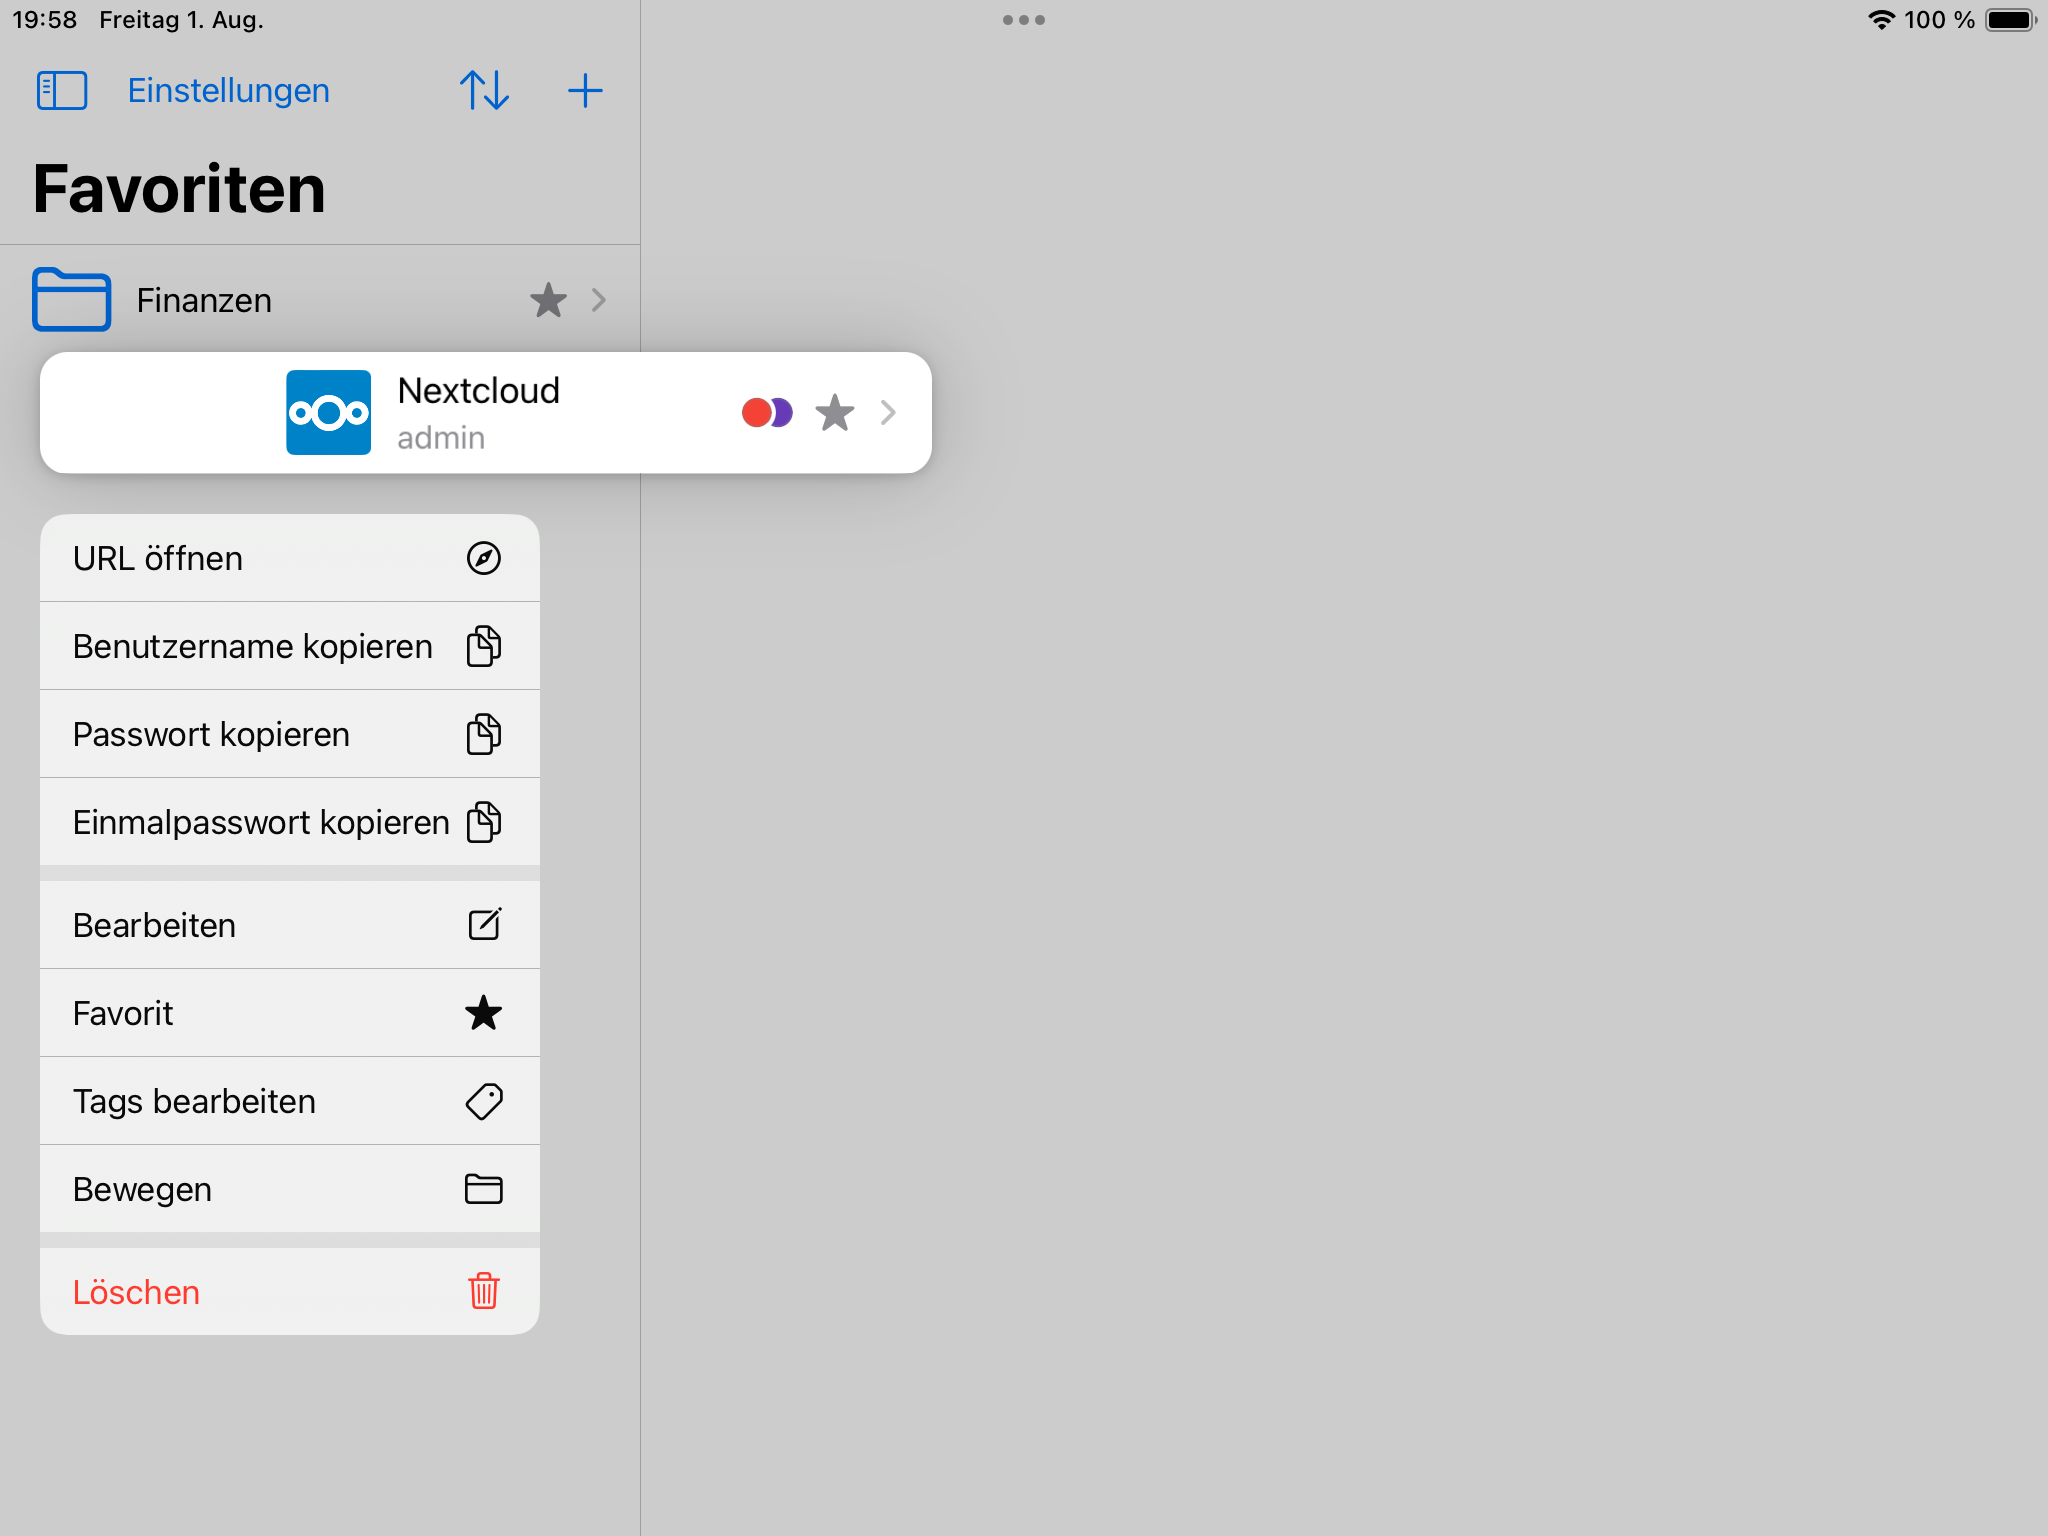 19:58 Freitag 1. Aug.
100 %
Einstellungen
Favoriten
Finanzen
Nextcloud
admin
URL öffnen
Benutzername kopieren
Passwort kopieren
Einmalpasswort kopieren
Bearbeiten
Favorit
Tags bearbeiten
Bewegen
Löschen